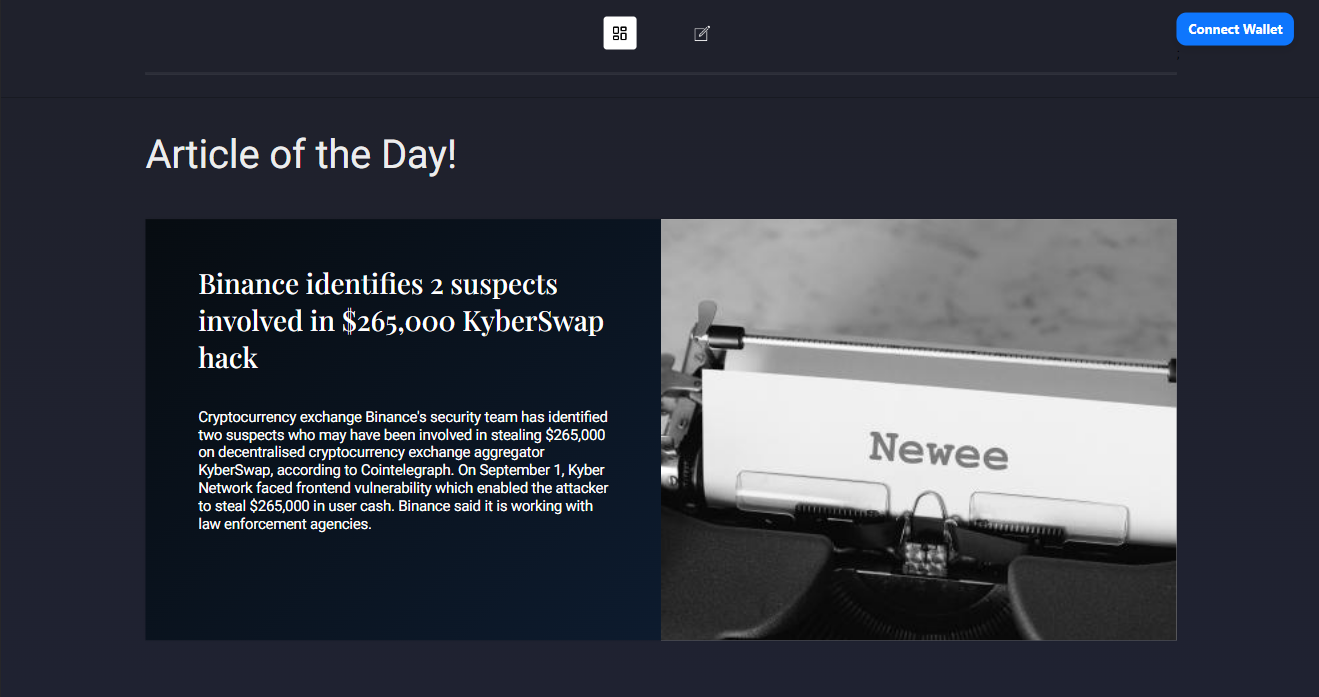 Connect Wallet
Article of the Day!
Binance identifies 2 suspects
involved in $265,000 KyberSwap
hack
Cryptocurrency exchange Binance's security team has identified
two suspects who may have been involved in stealing $265,000
on decentralised cryptocurrency exchange aggregator
KyberSwap, according to Cointelegraph. On September 1, Kyber
Network faced frontend vulnerability which enabled the attacker
to steal $265,000 in user cash. Binance said it is working with
law enforcement agencies.
Newee